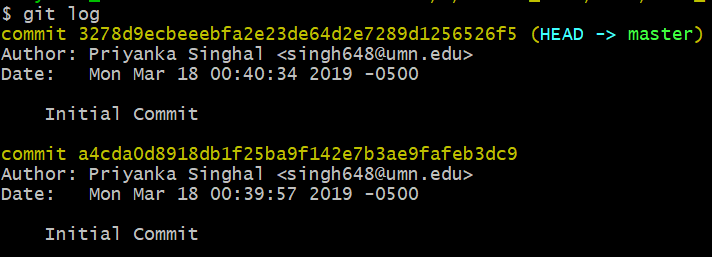 $ git log
commit 3278d9ecbeeebfa2e23de64d2e7289d1256526f5 (HEAD -> master)
Author: Priyanka Singhal <singh648@umn.edu>
Date:   Mon Mar 18 00:40:34 2019 -0500
    Initial Commit
commit a4cda0d8918db1f25ba9f142e7b3ae9fafeb3dc9
Author: Priyanka Singhal <singh648@umn.edu>
Date:   Mon Mar 18 00:39:57 2019 -0500
    Initial Commit